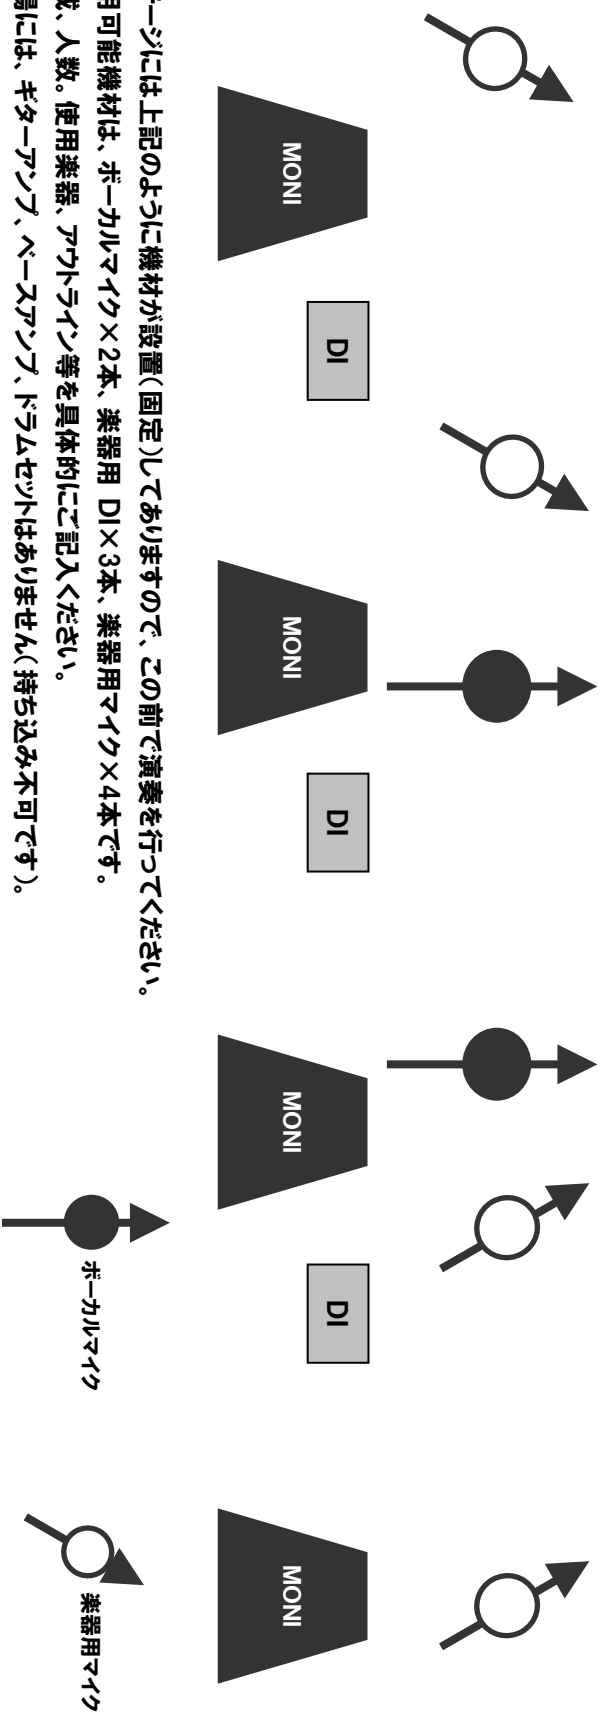 DI
DI
DI
MONI
MONI
MONI
MONI
ージには上記のように機材が設置(固定)してありますので、この前で演奏を行ってください。
用可能機材は、ボーカルマイク×2本、楽器用 DI×3本、楽器用マイク×4本です。
成、人数。使用楽器、アウトライン等を具体的にご記入ください。
場には、ギターアンプ、ベースアンプ、ドラムセットはありません(持ち込み不可です)。
ボーカルマイク
楽器用マイク